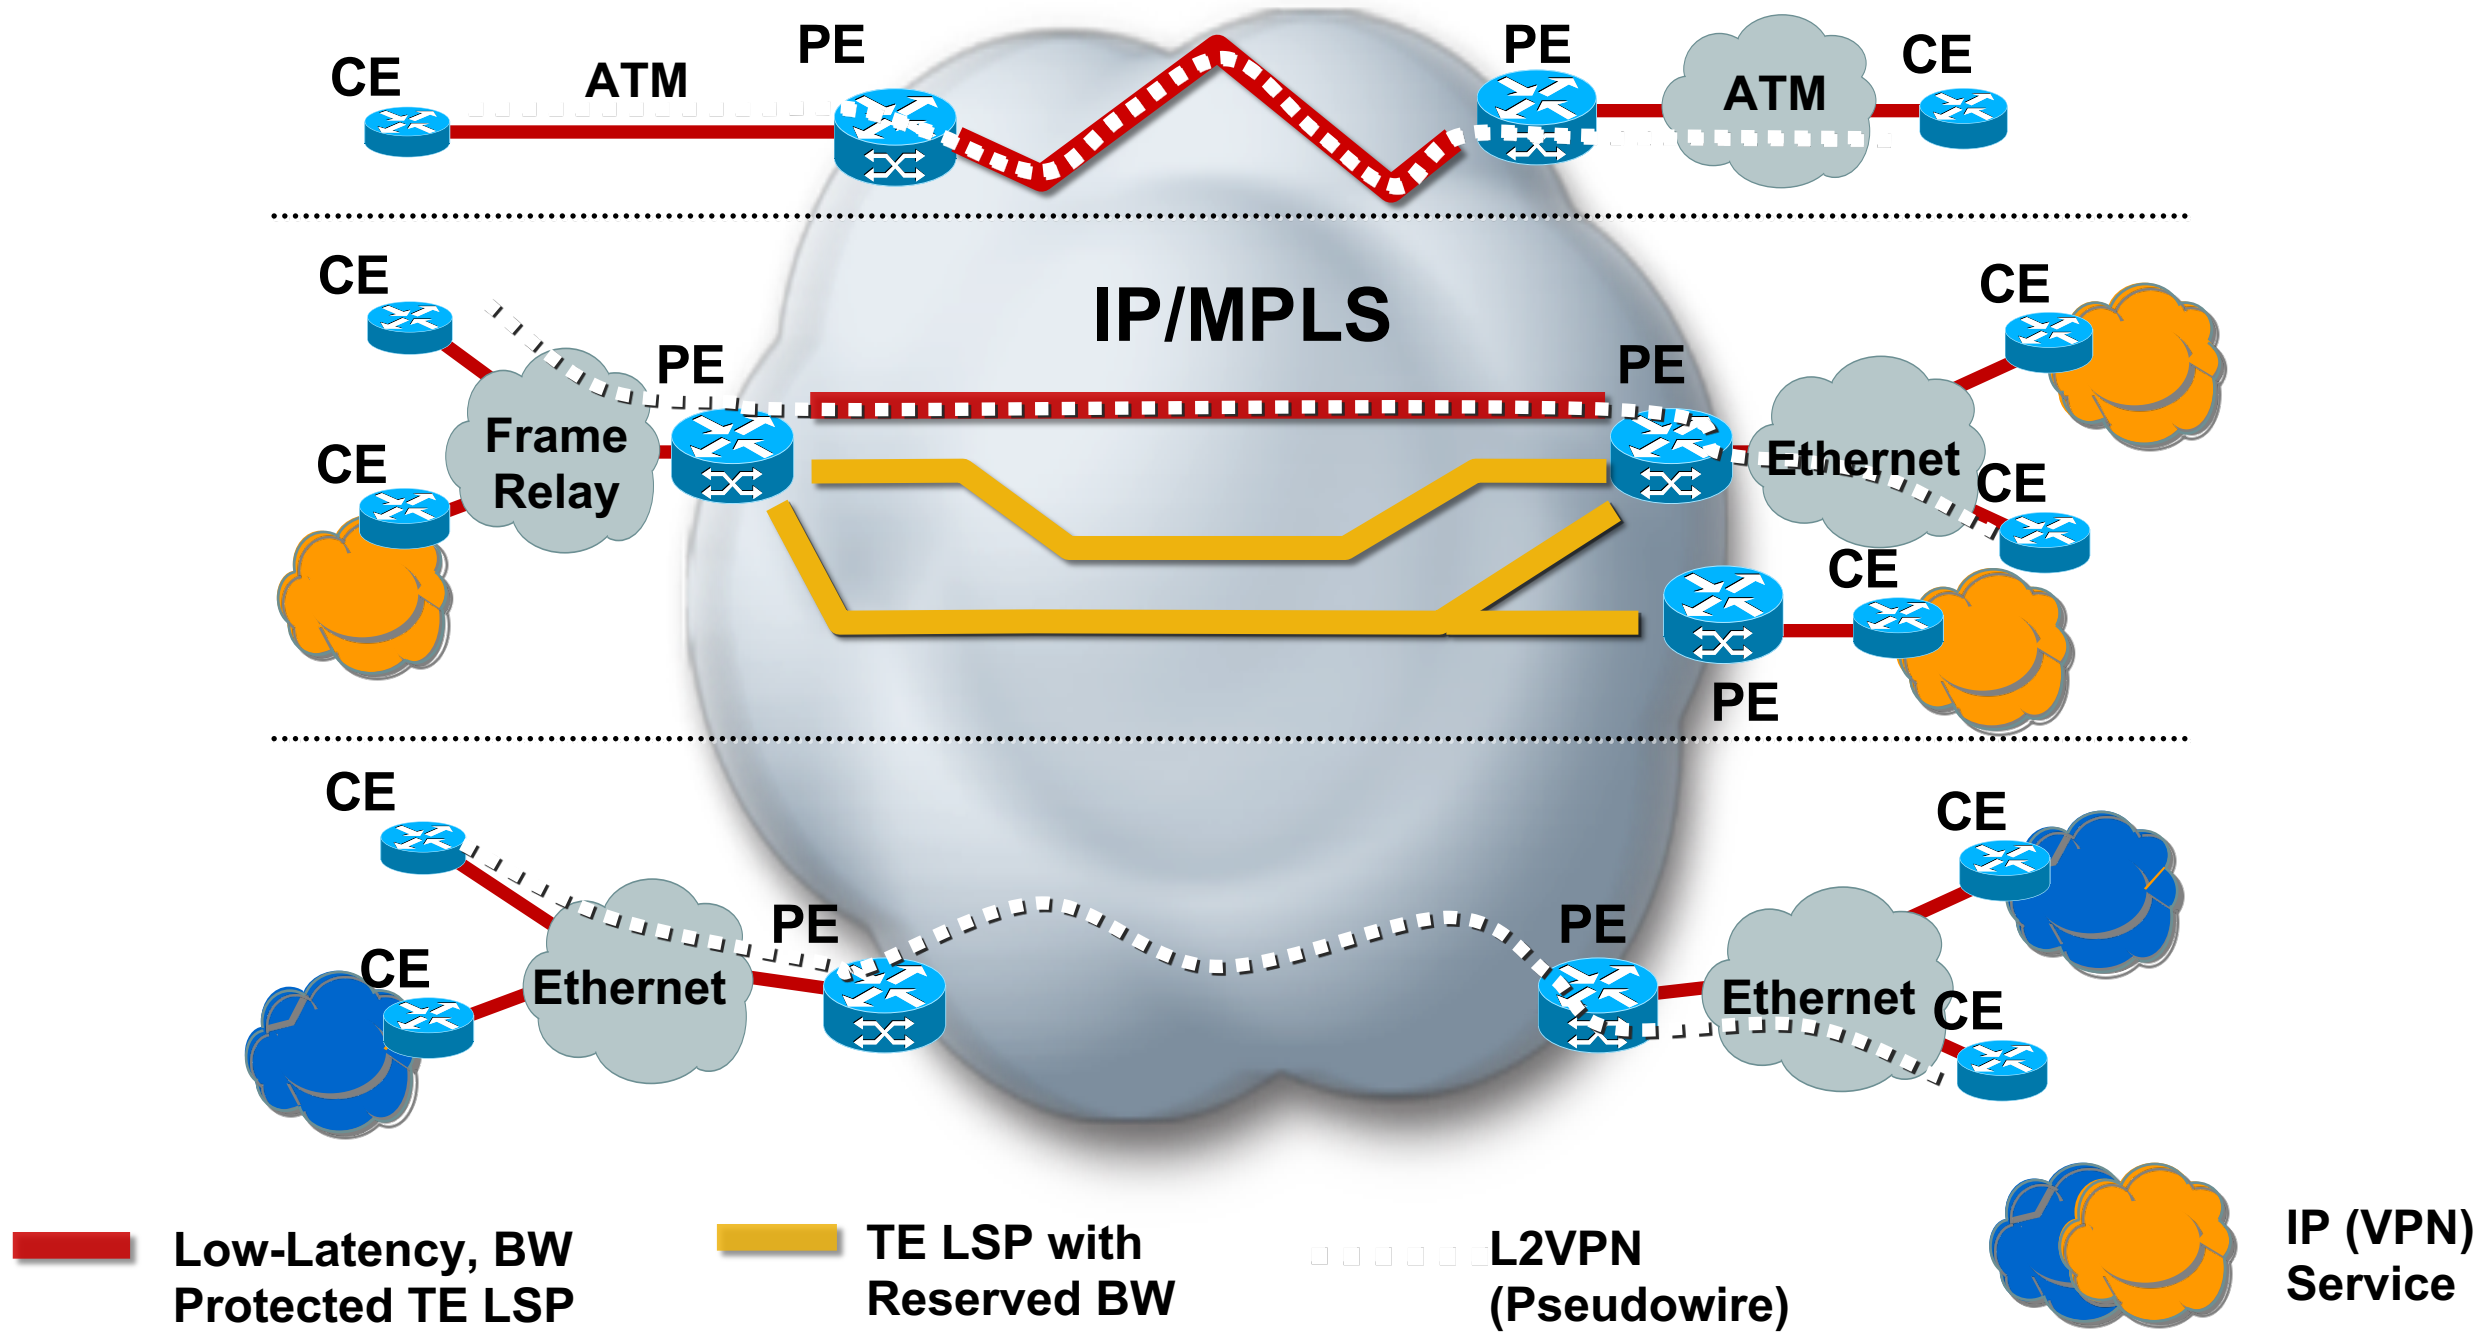 PE
PE
CE
CE
ATM
ATM
CE
CE
IP/MPLS
PE
PE
Frame
Relay
Ethernet
CE
CE
CE
PE
CE
CE
PE
PE
CE
Ethernet
Ethernet
CE
Low-Latency, BW
Protected TE LSP
TE LSP with
Reserved BW
L2VPN
(Pseudowire)
IP (VPN)
Service